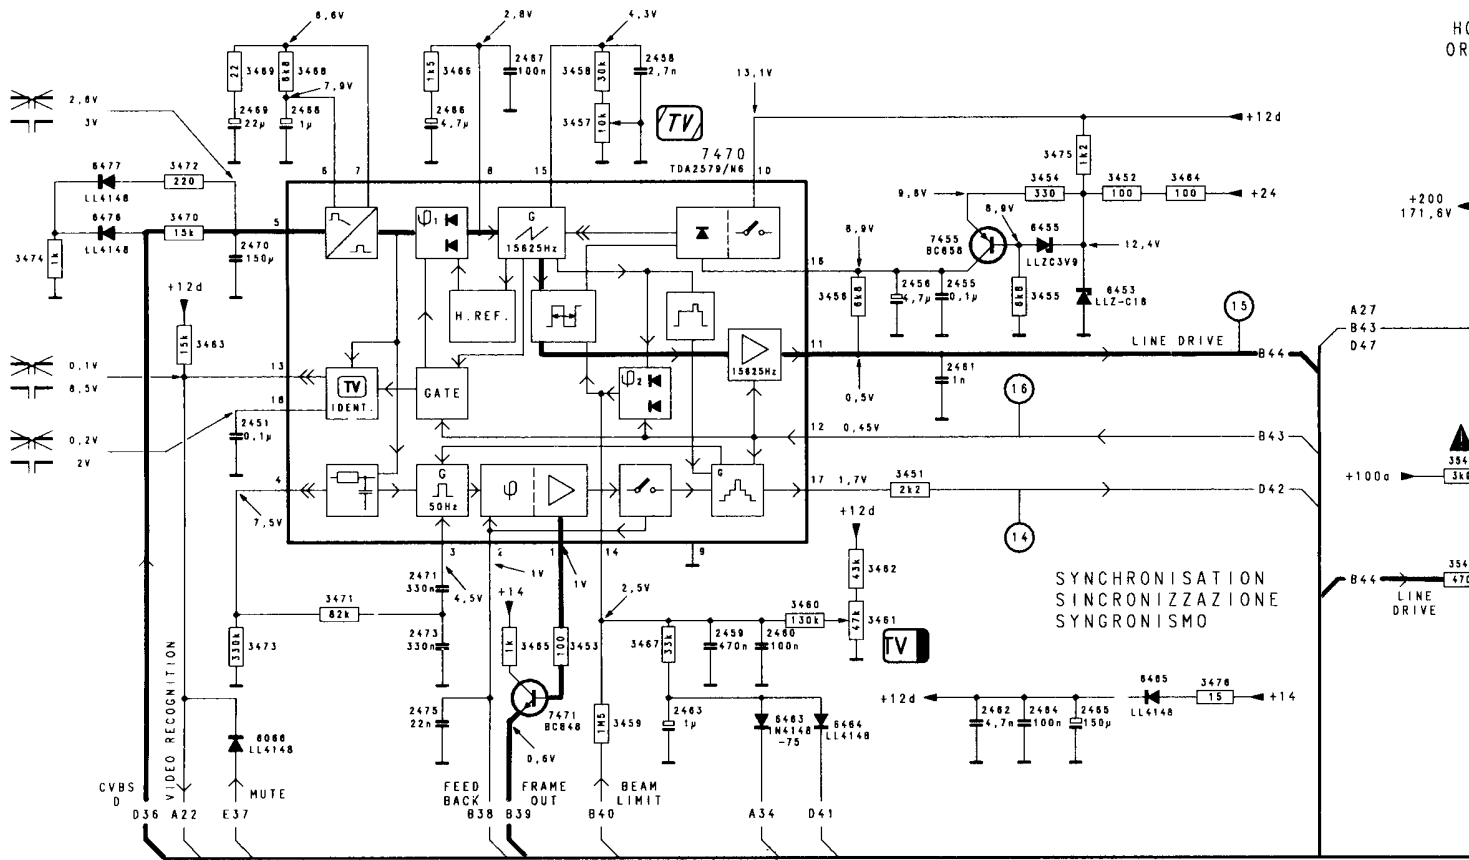 6,6V
2,8V
4,3V
HO
OR
22
3469
6k8
3468
7,9V
2469
22µ
2468
1µ
1k5
3466
2466
4,7µ
2467
100n
3458
30k
2458
2,7n
3457
10k
TV
13,1V
2,6V
3V
7470
TDA2579/N6
+12d
3475
1k2
6477
LL4148
3472
220
6
7
8
15
10
9,6V
3454
330
3452
100
3464
100
+24
+200
171,6V
6476
LL4148
3470
15k
5
φ1
G
15625Hz
8,9V
7455
BC858
8,9V
6455
LLZC3V9
12,4V
3474
1k
2470
150µ
+12d
16
3456
6k8
2456
4,7µ
2455
0,1µ
6k8
3455
6453
LLZ-C18
15
H.REF.
15k
3463
11
LINE DRIVE
A27
B43
D47
B44
0,1V
6,5V
13
TV
IDENT.
GATE
φ2
15625Hz
2461
1n
16
18
2451
0,1µ
0,5V
0,2V
2V
12
0,45V
B43
4
G
50Hz
φ
G
17
1,7V
3451
2k2
D42
+100a
354
3k
7,5V
14
+12d
3
2
1
14
9
43k
3462
2471
330n
4,5V
1V
1V
2,5V
SYNCHRONISATION
SINCRONIZZAZIONE
SYNGRONISMO
B44
LINE
DRIVE
354
470
+14
3471
82k
3460
130k
47k
3461
330k
3473
2473
330n
1k
3465
100
3453
3467
33k
2459
470n
2460
100n
TV
VIDEO RECOGNITION
2475
22n
7471
BC848
1M5
3459
2463
1µ
6463
1N4148
-75
6464
LL4148
+12d
2462
4,7n
2464
100n
2465
150µ
6465
LL4148
3476
15
+14
6066
LL4148
0,6V
CVBS
D
MUTE
FEED
BACK
FRAME
OUT
BEAM
LIMIT
D36
A22
E37
B38
B39
B40
A34
D41